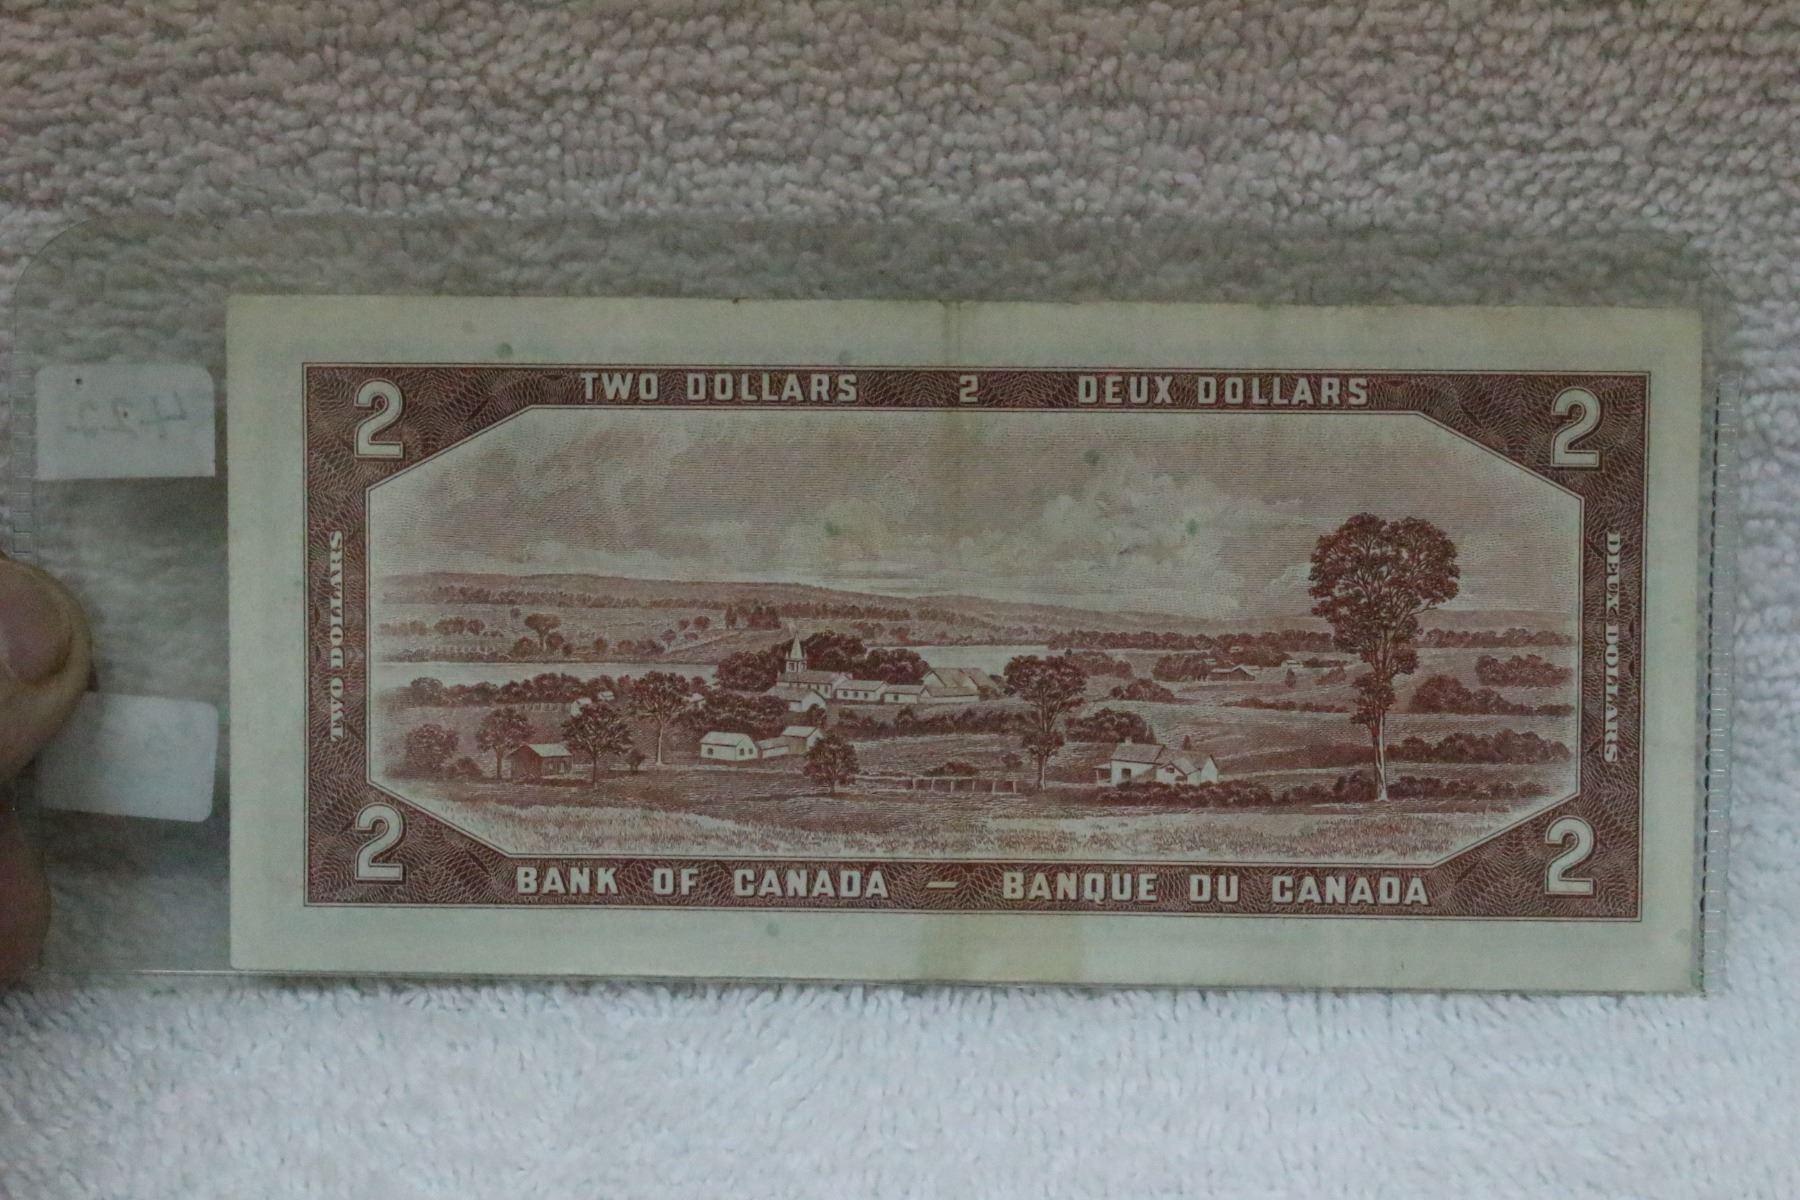 2 TWO DOLLARS 2 DEUX DOLLARS 2
TWO DOLLARS
DEUX DOLLARS
2 BANK OF CANADA — BANQUE DU CANADA 2